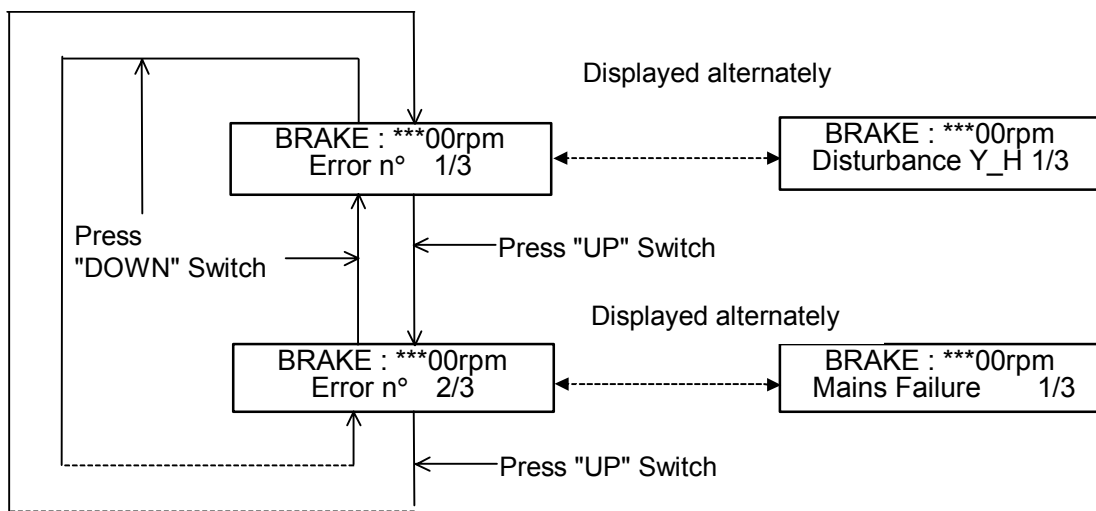 Displayed alternately
BRAKE : ***00rpm
Error n° 1/3
BRAKE : ***00rpm
Disturbance Y_H 1/3
Press
"DOWN" Switch
Press "UP" Switch
Displayed alternately
BRAKE : ***00rpm
Error n° 2/3
BRAKE : ***00rpm
Mains Failure 1/3
Press "UP" Switch